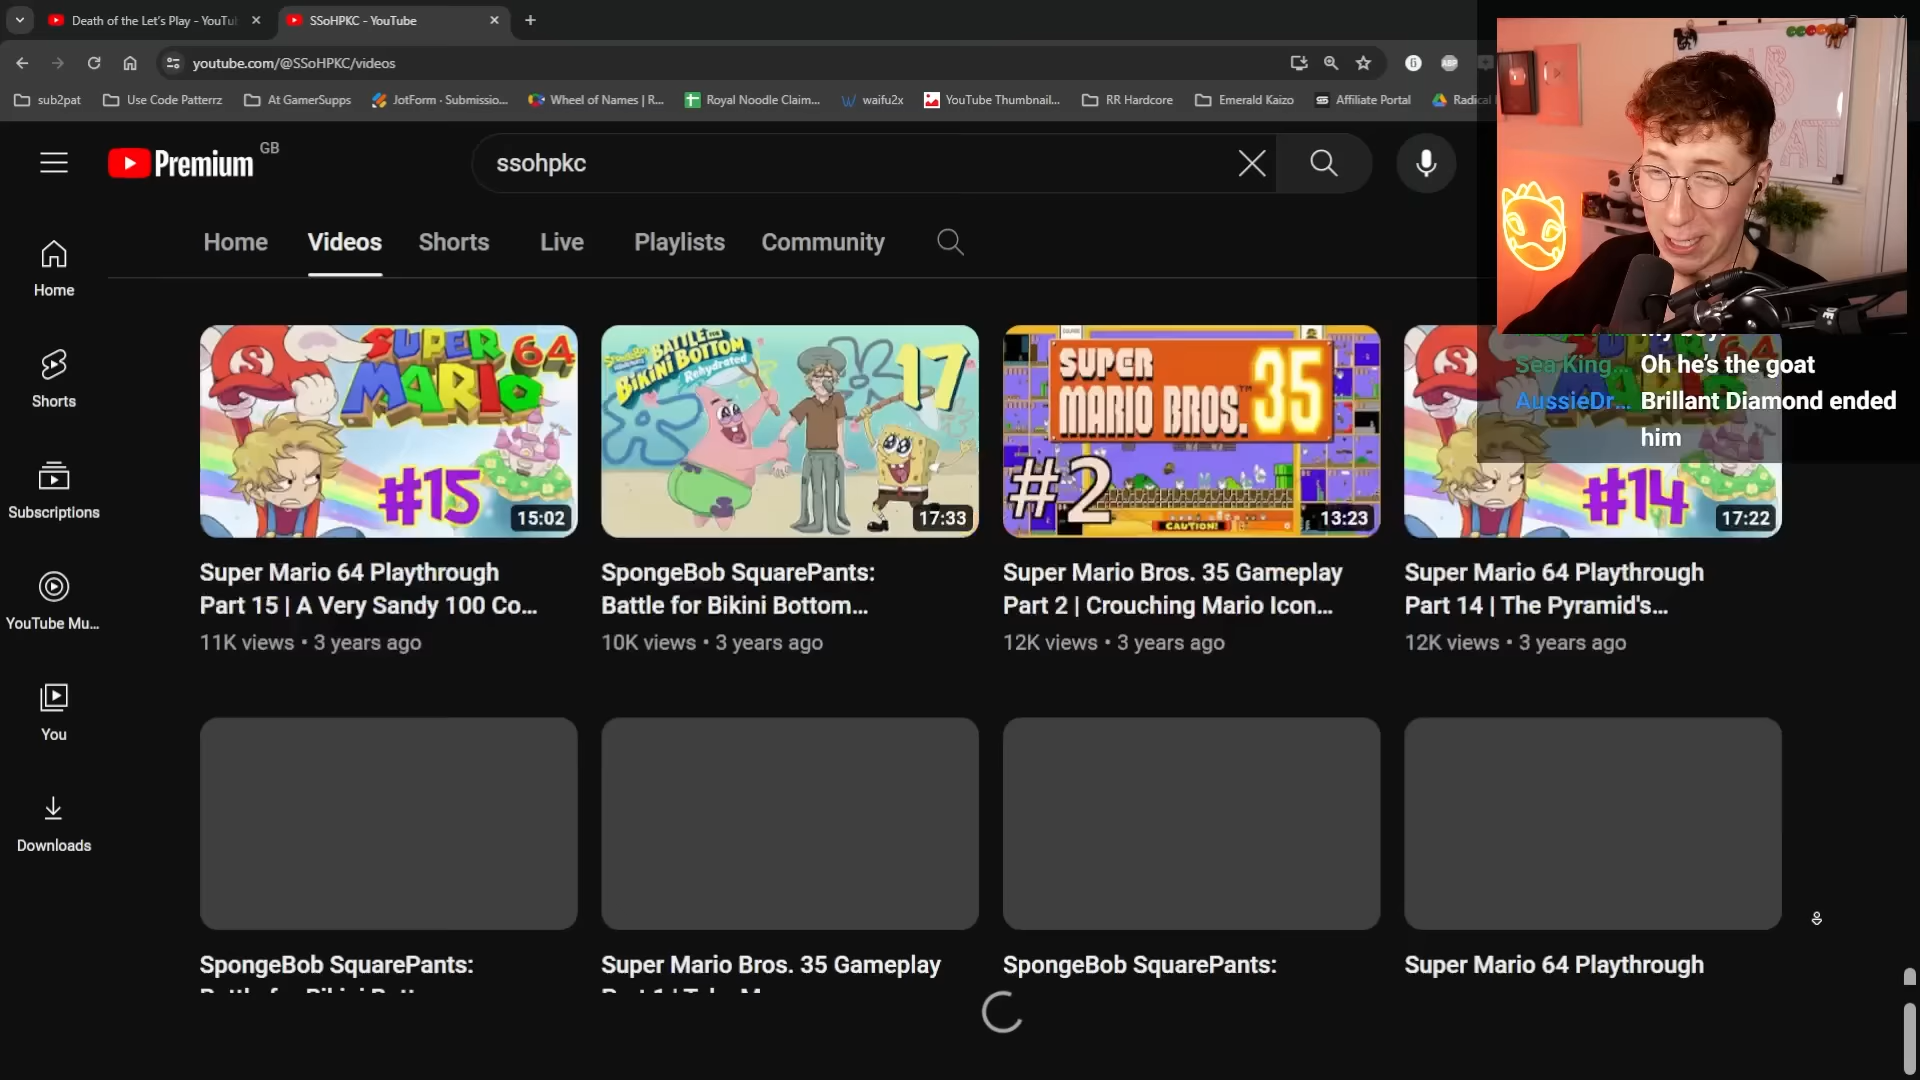 Death of the Let's Play - YouTu
SSoHPKC - YouTube
youtube.com/@SSoHPKC/videos
sub2pat
Use Code Patterrz
At GamerSupps
JotForm · Submissio...
Wheel of Names | R...
Royal Noodle Claim...
waifu2x
YouTube Thumbnail...
RR Hardcore
Emerald Kaizo
Affiliate Portal
Radical
Premium GB
ssohpkc
Home
Videos
Shorts
Live
Playlists
Community
Home
Shorts
Subscriptions
YouTube Mu...
You
Downloads
Sea King... Oh he's the goat
AussieDr... Brillant Diamond ended
him
SUPER 64
MARIO
#15
15:02
SpongeBob
BATTLE FOR
BIKINI BOTTOM
Rehydrated
17
17:33
SUPER
MARIO BROS.™ 35
#2
CAUTION!
13:23
#14
17:22
Super Mario 64 Playthrough
Part 15 | A Very Sandy 100 Co...
11K views • 3 years ago
SpongeBob SquarePants:
Battle for Bikini Bottom...
10K views • 3 years ago
Super Mario Bros. 35 Gameplay
Part 2 | Crouching Mario Icon...
12K views • 3 years ago
Super Mario 64 Playthrough
Part 14 | The Pyramid's...
12K views • 3 years ago
SpongeBob SquarePants:
Super Mario Bros. 35 Gameplay
SpongeBob SquarePants:
Super Mario 64 Playthrough